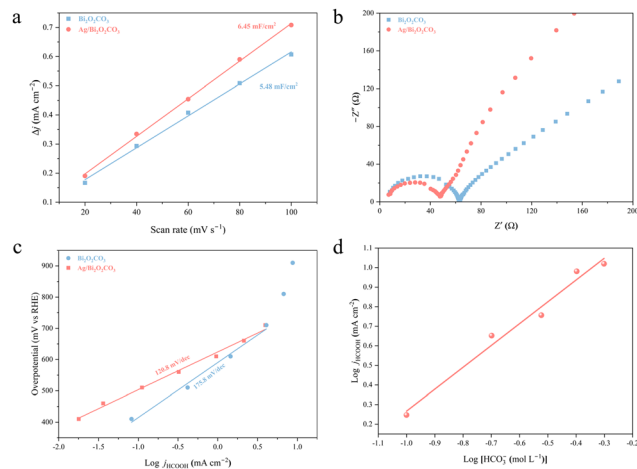 a
Bi₂O₂CO₃
Ag/Bi₂O₂CO₃
6.45 mF/cm²
5.48 mF/cm²
0.8
0.7
0.6
0.5
0.4
0.3
0.2
0.1
Δj (mA cm⁻²)
20
40
60
80
100
Scan rate (mV s⁻¹)
b
Bi₂O₂CO₃
Ag/Bi₂O₂CO₃
200
160
120
80
40
0
−Z″ (Ω)
0
40
80
120
160
200
Z′ (Ω)
c
Bi₂O₂CO₃
Ag/Bi₂O₂CO₃
120.8 mV/dec
175.8 mV/dec
900
800
700
600
500
400
300
Overpotential (mV vs RHE)
-2.0
-1.5
-1.0
-0.5
0.0
0.5
1.0
Log j_HCOOH (mA cm⁻²)
d
1.1
1.0
0.9
0.8
0.7
0.6
0.5
0.4
0.3
0.2
Log j_HCOOH (mA cm⁻²)
-1.0
-0.9
-0.8
-0.7
-0.6
-0.5
-0.4
-0.3
-0.2
Log [HCO₃⁻ (mol L⁻¹)]